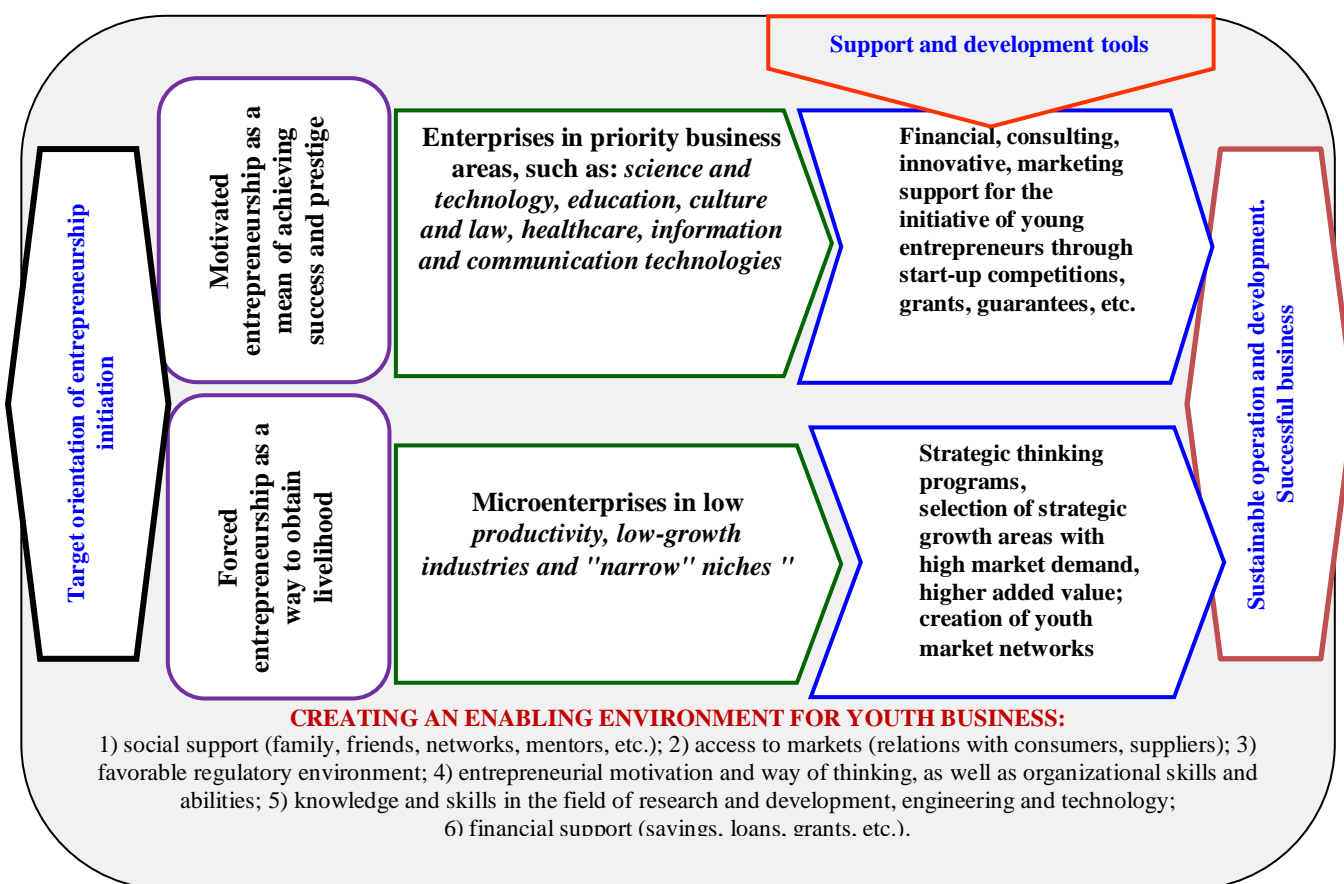 Support and development tools
Target orientation of entrepreneurship
initiation
Motivated
entrepreneurship as a
mean of achieving
success and prestige
Enterprises in priority business
areas, such as: science and
technology, education, culture
and law, healthcare, information
and communication technologies
Financial, consulting,
innovative, marketing
support for the
initiative of young
entrepreneurs through
start-up competitions,
grants, guarantees, etc.
Forced
entrepreneurship as a
way to obtain
livelihood
Microenterprises in low
productivity, low-growth
industries and "narrow" niches "
Strategic thinking
programs,
selection of strategic
growth areas with
high market demand,
higher added value;
creation of youth
market networks
Sustainable operation and development.
Successful business
CREATING AN ENABLING ENVIRONMENT FOR YOUTH BUSINESS:
1) social support (family, friends, networks, mentors, etc.); 2) access to markets (relations with consumers, suppliers); 3)
favorable regulatory environment; 4) entrepreneurial motivation and way of thinking, as well as organizational skills and
abilities; 5) knowledge and skills in the field of research and development, engineering and technology;
6) financial support (savings, loans, grants, etc.).